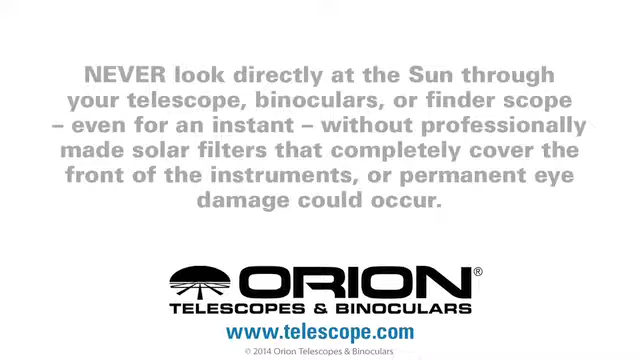 NEVER look directly at the Sun through
your telescope, binoculars, or finder scope
– even for an instant – without professionally
made solar filters that completely cover the
front of the instruments, or permanent eye
damage could occur.
ORION®
TELESCOPES & BINOCULARS
www.telescope.com
© 2014 Orion Telescopes & Binoculars